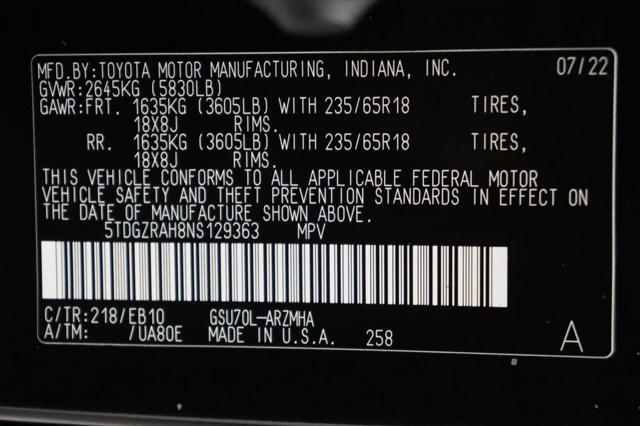 MFD.BY:TOYOTA MOTOR MANUFACTURING, INDIANA, INC. 07/22
GVWR:2645KG (5830LB)
GAWR:FRT. 1635KG (3605LB) WITH 235/65R18 TIRES,
18X8J RIMS.
RR. 1635KG (3605LB) WITH 235/65R18 TIRES,
18X8J RIMS.
THIS VEHICLE CONFORMS TO ALL APPLICABLE FEDERAL MOTOR
VEHICLE SAFETY AND THEFT PREVENTION STANDARDS IN EFFECT ON
THE DATE OF MANUFACTURE SHOWN ABOVE.
5TDGZRAH8NS129363 MPV
C/TR:218/EB10 GSU70L-ARZMHA
A/TM: /UA80E MADE IN U.S.A. 258 A